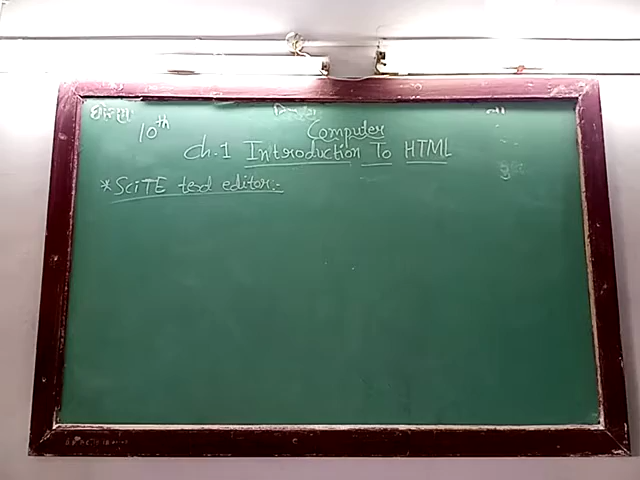 10th
Computer
Ch.1 Introduction To HTML
* SciTE text editor:-